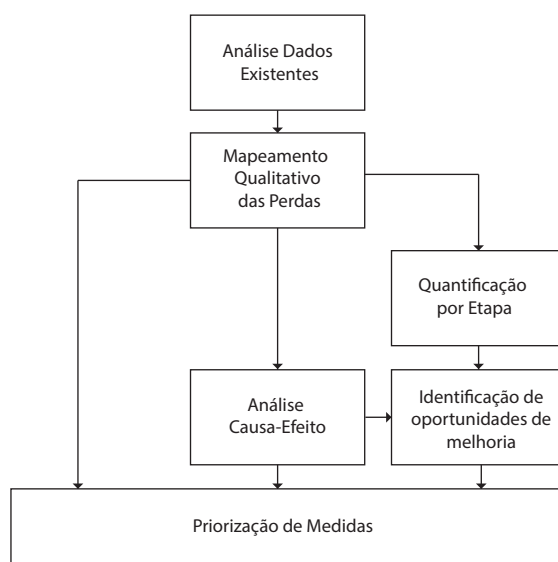 Análise Dados
Existentes
Mapeamento
Qualitativo
das Perdas
Quantificação
por Etapa
Análise
Causa-Efeito
Identificação de
oportunidades de
melhoria
Priorização de Medidas